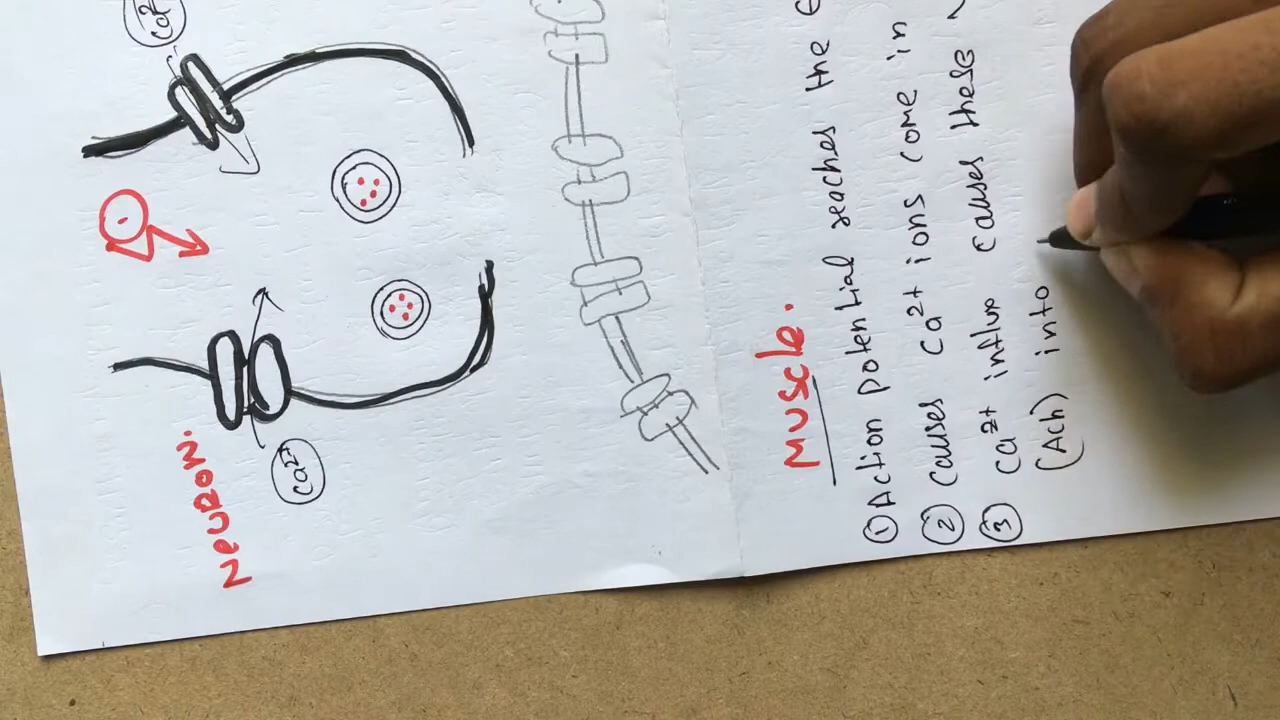 NeURON.
Ca²⁺
Ca²
MUSCLE.
① Action potential reaches the
② Causes Ca²⁺ ions come in
③ Ca²⁺ influx causes these
(Ach) into